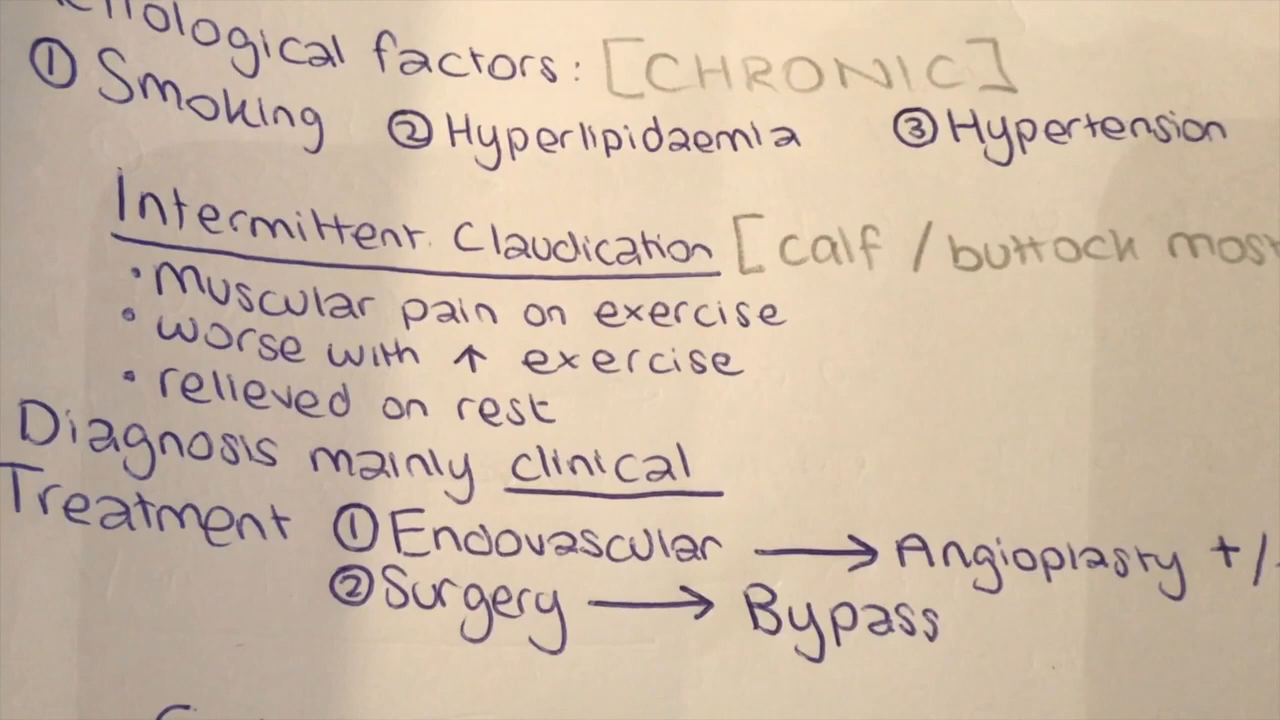 factors: [CHRONIC]
① Smoking ② Hyperlipidaemia ③ Hypertension
Intermittent Claudication [calf / buttock
• Muscular pain on exercise
• worse with ↑ exercise
• relieved on rest
Diagnosis mainly clinical
Treatment ① Endovascular → Angioplasty +/-
② Surgery → Bypass